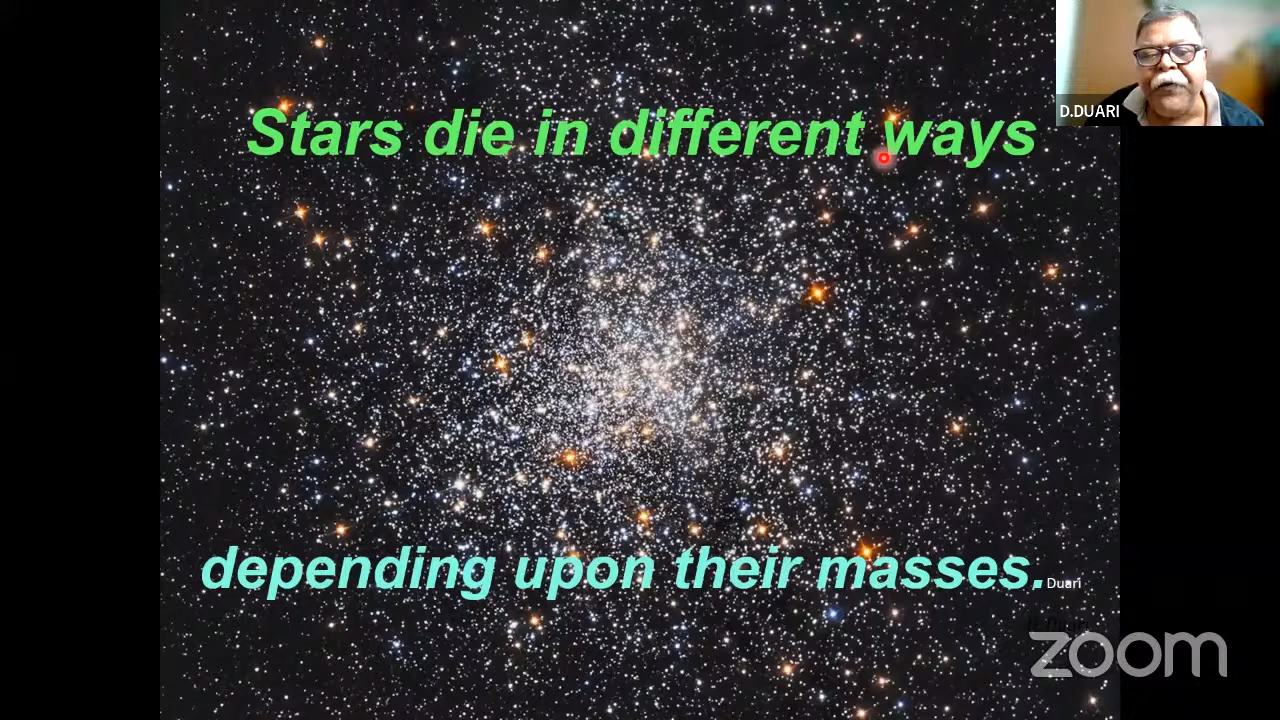 D.DUARI
Stars die in different ways
depending upon their masses.
Duari
zoom